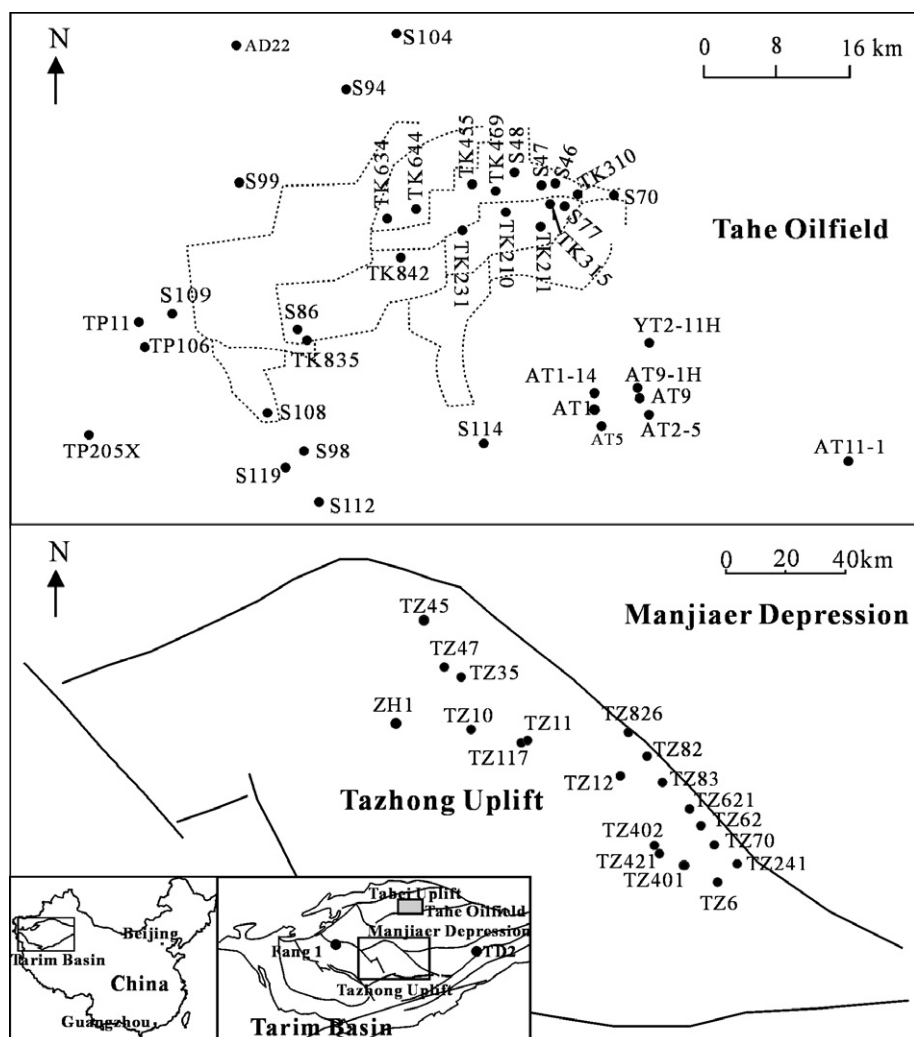 N
AD22
S104
0 16 km
S94
S99
TK634
TK644
TK455
TK469
S48
S47
S46
TK310
S70
S77
TK315
Tahe Oilfield
TK842
TK231
TK210
TK211
S109
TP11
TP106
S86
TK835
YT2-11H
AT1-14
AT9-1H
AT1
AT9
AT5
AT2-5
S108
S114
TP205X
S98
S119
S112
AT11-1
N
0 20 40km
Manjiaer Depression
TZ45
TZ47
TZ35
ZH1
TZ10
TZ11
TZ117
TZ826
TZ82
TZ12
TZ83
Tazhong Uplift
TZ621
TZ62
TZ402
TZ70
TZ421
TZ241
TZ401
TZ6
Beijing
Tarim Basin
China
Guangzhou
Tabei Uplift
Tahe Oilfield
Manjiaer Depression
Fang 1
TD2
Tazhong Uplift
Tarim Basin